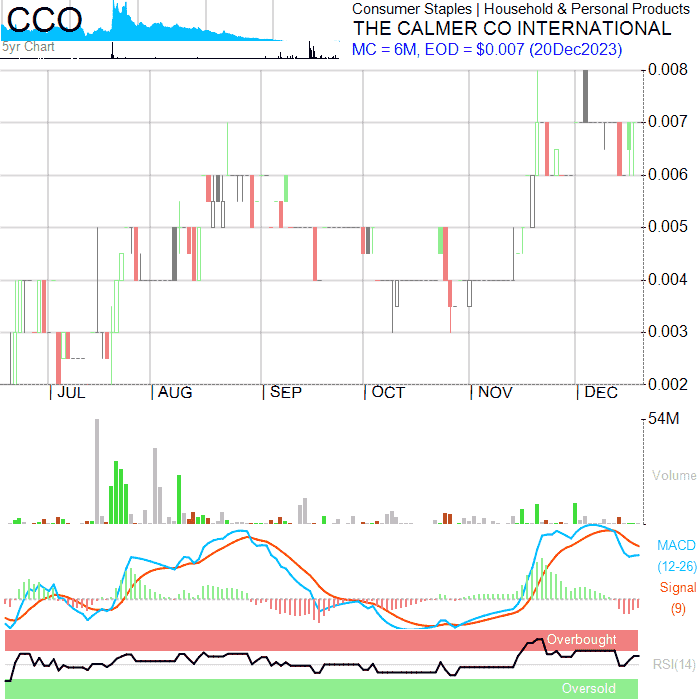 CCO
5yr Chart
Consumer Staples | Household & Personal Products
THE CALMER CO INTERNATIONAL
MC = 6M, EOD = $0.007 (20Dec2023)
0.008
0.007
0.006
0.005
0.004
0.003
0.002
JUL AUG SEP OCT NOV DEC
54M
Volume
MACD
(12-26)
Signal
(9)
Overbought
RSI(14)
Oversold